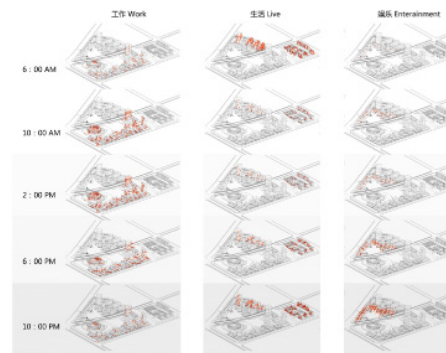 工作 Work
生活 Live
娱乐 Enterainment
6 : 00 AM
10 : 00 AM
2 : 00 PM
6 : 00 PM
10 : 00 PM